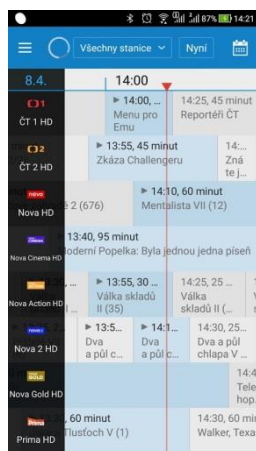 87% 14:21
Všechny stanice
Nyní
8.4.
14:00
ČT 1 HD
14:00, ...
Menu pro
Emu
14:25, 45 minut
Reportéři ČT
ČT 2 HD
13:55, 45 minut
Zkáza Challengeru
14:...
Zná
te j...
nova
Nova HD
2 (676)
14:10, 60 minut
Mentalista VII (12)
Nova Cinema HD
13:40, 95 minut
Moderní Popelka: Byla jednou jedna píseň
Nova Action HD
13:55, 30 ...
Válka skladů
II (35)
14:25, 25 ...
Válka
skladů II (...
Nova 2 HD
13:5...
Dva
a půl c...
14:1...
Dva
a půl c...
14:30, 25...
Dva a půl
chlapa V ...
GOLD
Nova Gold HD
14:4
Tele
hop.
Prima
Prima HD
60 minut
Tlusťoch V (1)
14:30, 60 mi
Walker, Texa